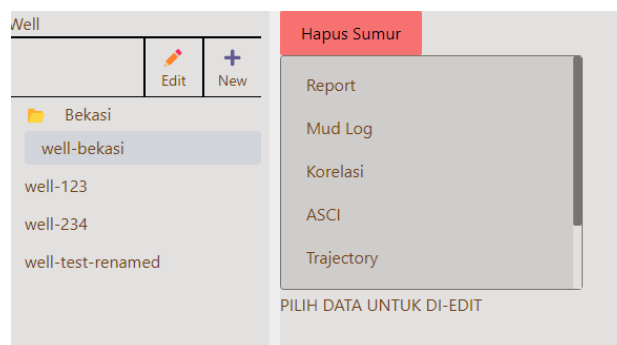 Well
Edit
New
Bekasi
well-bekasi
well-123
well-234
well-test-renamed
Hapus Sumur
Report
Mud Log
Korelasi
ASCI
Trajectory
PILIH DATA UNTUK DI-EDIT